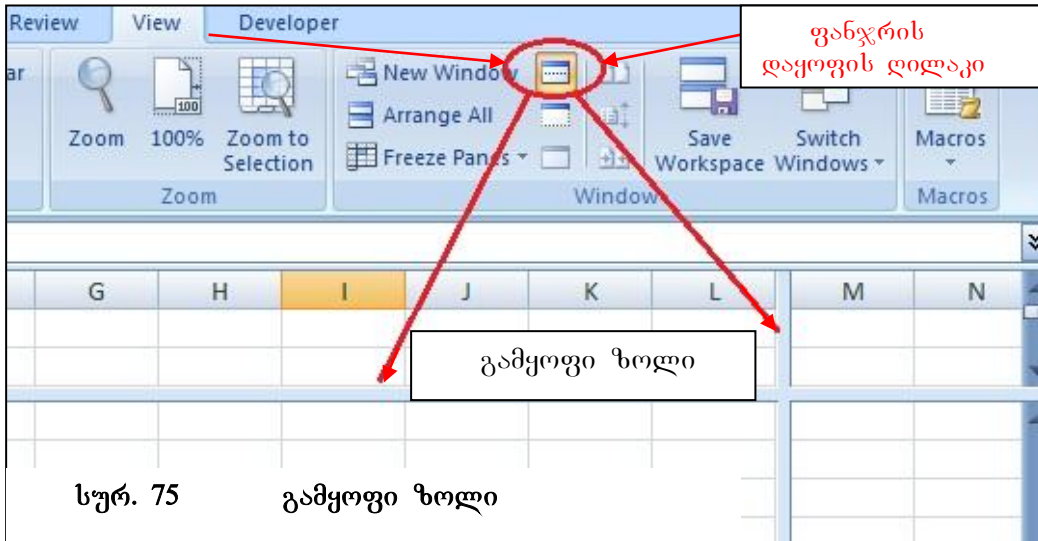 Review View Developer
ფანჯრის
დაყოფის ღილაკი
ar
Zoom
100%
Zoom to
Selection
Zoom
New Window
Arrange All
Freeze Panes
Save
Workspace
Switch
Windows
Window
Macros
Macros
G H I J K L M N
გამყოფი ზოლი
სურ. 75 გამყოფი ზოლი